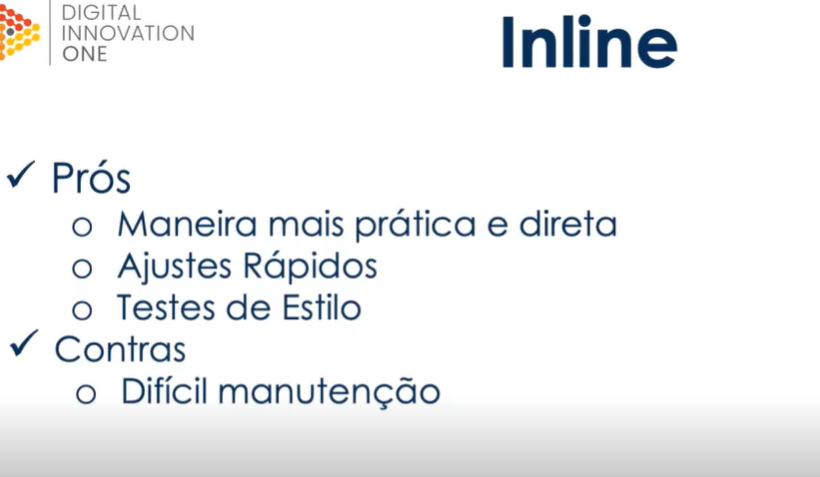 DIGITAL
INNOVATION
ONE
Inline
✓ Prós
o Maneira mais prática e direta
o Ajustes Rápidos
o Testes de Estilo
✓ Contras
o Difícil manutenção